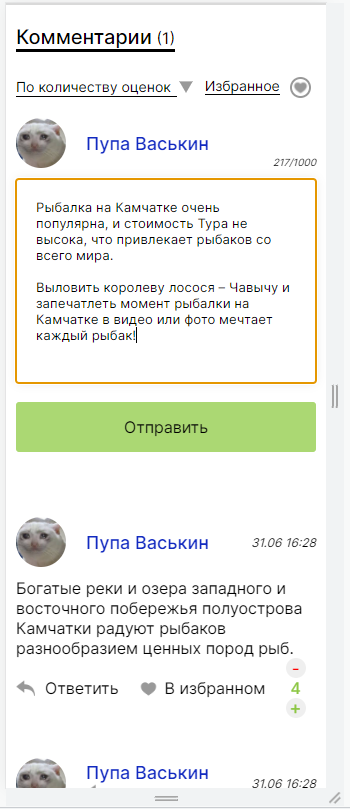 Комментарии (1)
По количеству оценок Избранное
Пупа Васькин
217/1000
Рыбалка на Камчатке очень
популярна, и стоимость Тура не
высока, что привлекает рыбаков со
всего мира.
Выловить королеву лосося – Чавычу и
запечатлеть момент рыбалки на
Камчатке в видео или фото мечтает
каждый рыбак!
Отправить
Пупа Васькин 31.06 16:28
Богатые реки и озера западного и
восточного побережья полуострова
Камчатки радуют рыбаков
разнообразием ценных пород рыб.
-
Ответить В избранном 4
+
Пупа Васькин 31.06 16:28